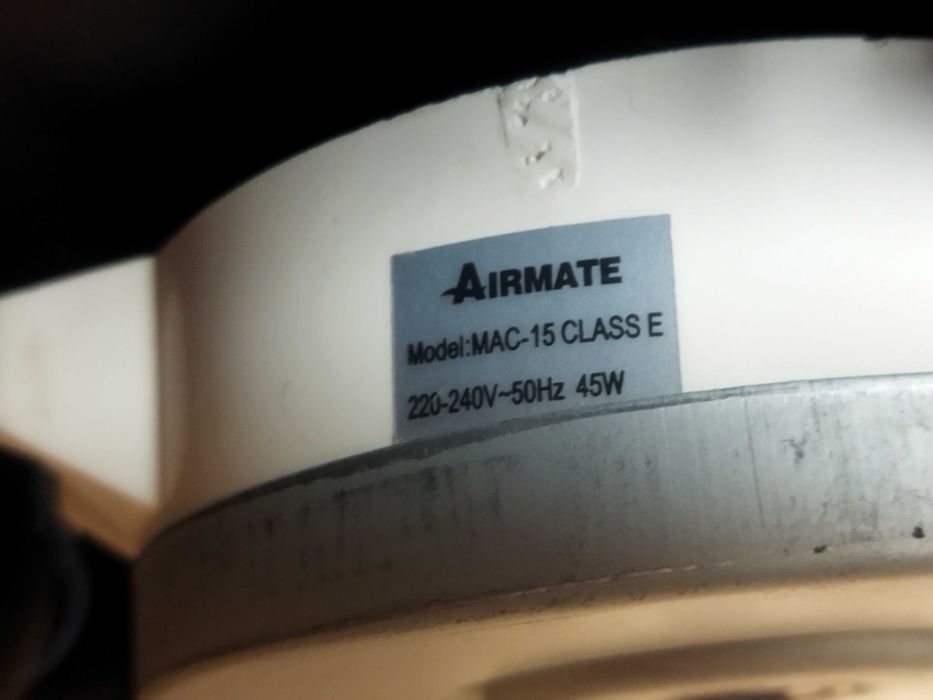 AIRMATE
Model:MAC-15 CLASS E
220-240V~50Hz 45W